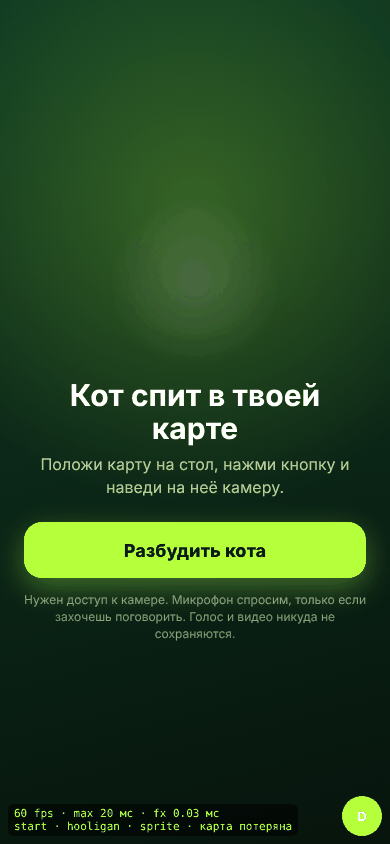 Кот спит в твоей
карте
Положи карту на стол, нажми кнопку и
наведи на неё камеру.
Разбудить кота
Нужен доступ к камере. Микрофон спросим, только если
захочешь поговорить. Голос и видео никуда не
сохраняются.
60 fps · max 20 мс · fx 0.03 мс
start · hooligan · sprite · карта потеряна
D